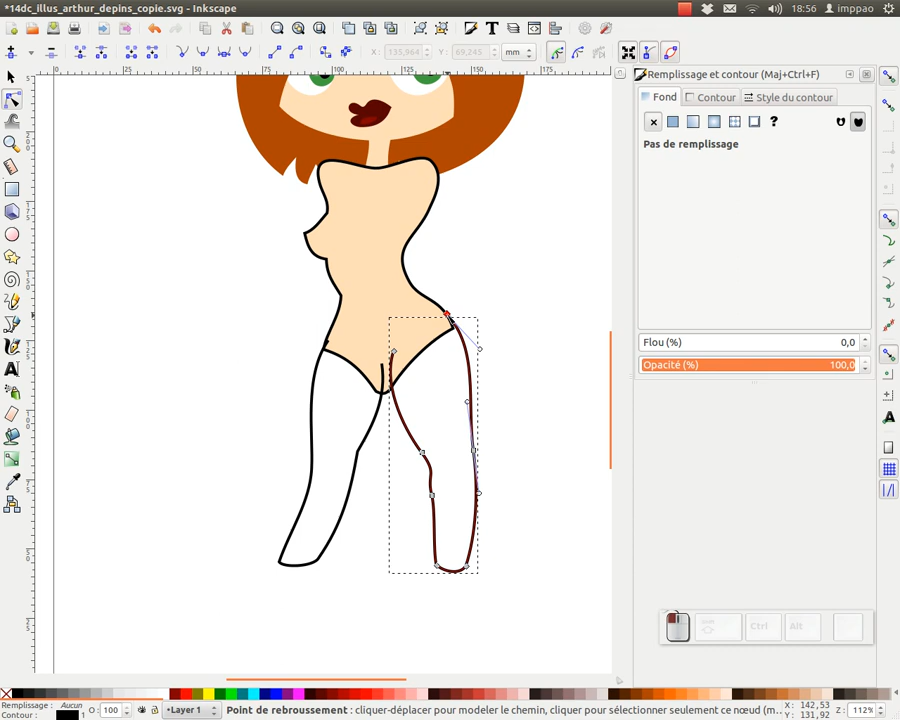 *14dc_illus_arthur_depins_copie.svg - Inkscape
18:56
imppao
X:
135,964
Y:
69,245
mm
Remplissage et contour (Maj+Ctrl+F)
Fond
Contour
Style du contour
?
Pas de remplissage
Flou (%)
0,0
Opacité (%)
100,0
Ctrl
Alt
Remplissage :
Aucun
Contour :
1
O:
100
•Layer 1
Point de rebroussement : cliquer-déplacer pour modeler le chemin, cliquer pour sélectionner seulement ce nœud (m...
X:
142,53
Y:
131,92
Z:
112%